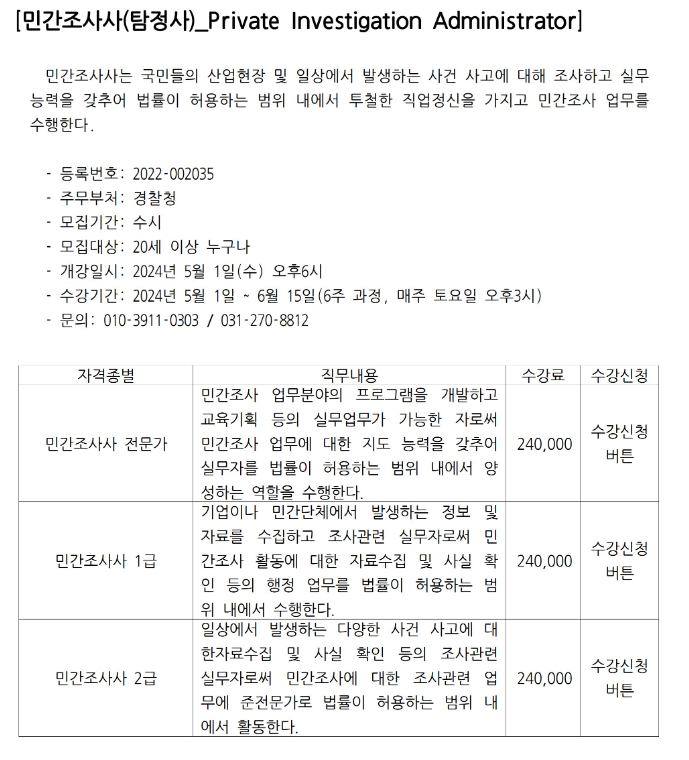 [민간조사사(탐정사)_Private Investigation Administrator]
민간조사사는 국민들의 산업현장 및 일상에서 발생하는 사건 사고에 대해 조사하고 실무
능력을 갖추어 법률이 허용하는 범위 내에서 투철한 직업정신을 가지고 민간조사 업무를
수행한다.
- 등록번호: 2022-002035
- 주무부처: 경찰청
- 모집기간: 수시
- 모집대상: 20세 이상 누구나
- 개강일시: 2024년 5월 1일(수) 오후6시
- 수강기간: 2024년 5월 1일 ~ 6월 15일(6주 과정, 매주 토요일 오후3시)
- 문의: 010-3911-0303 / 031-270-8812
자격종별 직무내용 수강료 수강신청
민간조사사 전문가
민간조사 업무분야의 프로그램을 개발하고
교육기획 등의 실무업무가 가능한 자로써
민간조사 업무에 대한 지도 능력을 갖추어
실무자를 법률이 허용하는 범위 내에서 양
성하는 역할을 수행한다.
240,000
수강신청
버튼
민간조사사 1급
기업이나 민간단체에서 발생하는 정보 및
자료를 수집하고 조사관련 실무자로써 민
간조사 활동에 대한 자료수집 및 사실 확
인 등의 행정 업무를 법률이 허용하는 범
위 내에서 수행한다.
240,000
수강신청
버튼
민간조사사 2급
일상에서 발생하는 다양한 사건 사고에 대
한자료수집 및 사실 확인 등의 조사관련
실무자로써 민간조사에 대한 조사관련 업
무에 준전문가로 법률이 허용하는 범위 내
에서 활동한다.
240,000
수강신청
버튼